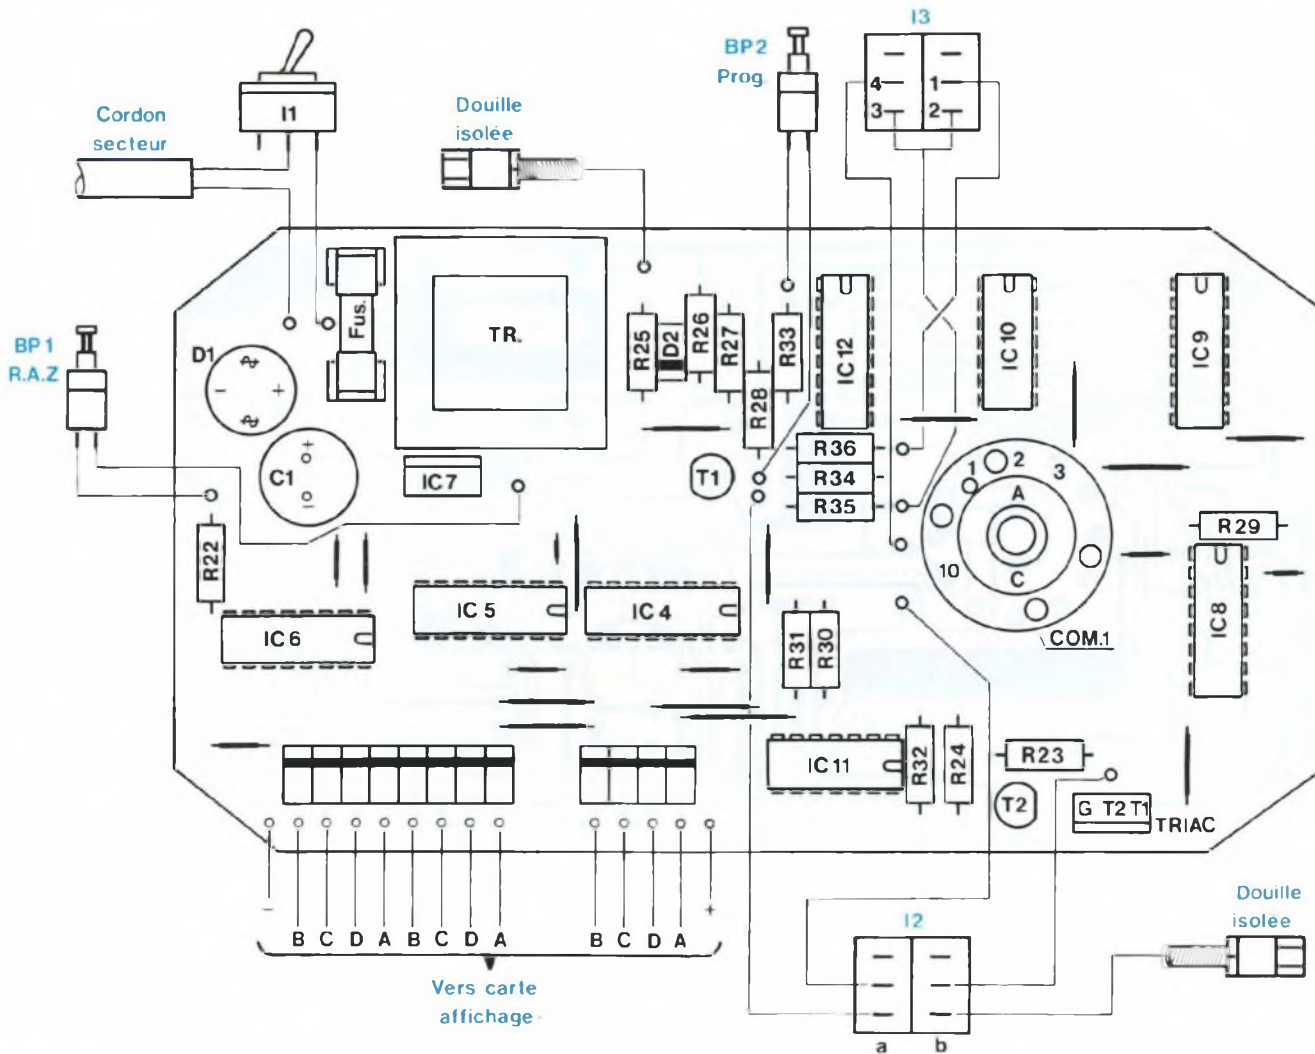 I3
BP2
Prog
4 1
3 2
I1
Cordon
secteur
Douille
isolée
BP1
R.A.Z
D1
- +
Fus.
TR.
R25
D2
R26
R27
R28
R33
IC12
IC10
IC9
C1
+
-
IC7
T1
R36
R34
R35
1 2 3
A
C
10
COM.1
R29
R22
IC6
IC5
IC4
R31
R30
IC8
IC11
R32
R24
R23
T2
G T2 T1
TRIAC
- B C D A B C D A B C D A +
Vers carte
affichage
I2
a b
Douille
isolée